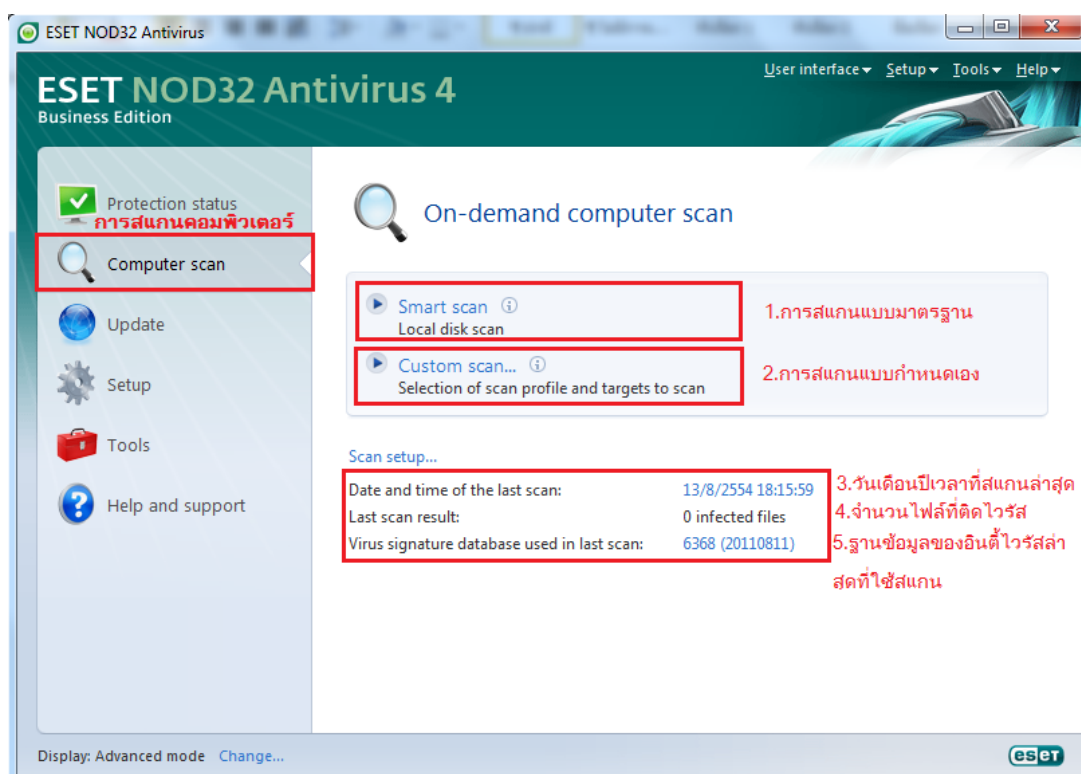 ESET NOD32 Antivirus
User interface Setup Tools Help
ESET NOD32 Antivirus 4
Business Edition
Protection status
การสแกนคอมพิวเตอร์
Computer scan
Update
Setup
Tools
Help and support
On-demand computer scan
Smart scan
Local disk scan
1.การสแกนแบบมาตรฐาน
Custom scan...
Selection of scan profile and targets to scan
2.การสแกนแบบกำหนดเอง
Scan setup...
Date and time of the last scan: 13/8/2554 18:15:59
3.วันเดือนปีเวลาที่สแกนล่าสุด
Last scan result: 0 infected files
4.จำนวนไฟล์ที่ติดไวรัส
Virus signature database used in last scan: 6368 (20110811)
5.ฐานข้อมูลของอินตี้ไวรัสล่า
สดที่ใช้สแกน
Display: Advanced mode Change...
eset